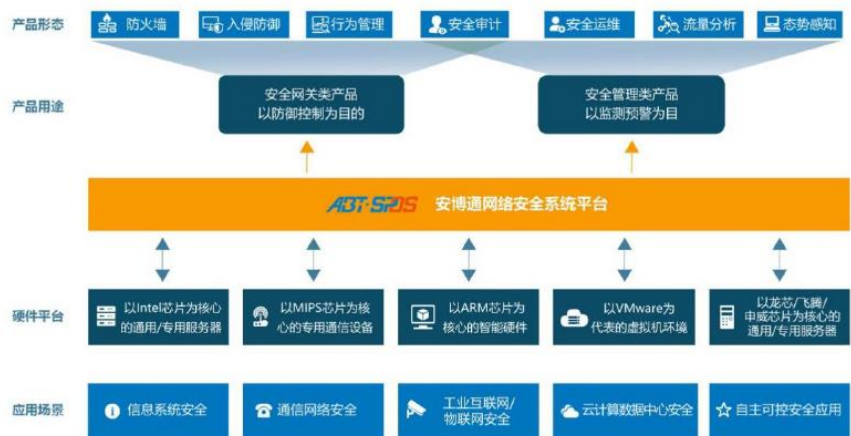 产品形态
防火墙
入侵防御
行为管理
安全审计
安全运维
流量分析
态势感知
产品用途
安全网关类产品
以防御控制为目的
安全管理类产品
以监测预警为目
ABT·SPOS 安博通网络安全系统平台
硬件平台
以Intel芯片为核心
的通用/专用服务器
以MIPS芯片为核
心的专用通信设备
以ARM芯片为
核心的智能硬件
以VMware为
代表的虚拟机环境
以龙芯/飞腾/
申威芯片为核心的
通用/专用服务器
应用场景
信息系统安全
通信网络安全
工业互联网/
物联网安全
云计算数据中心安全
自主可控安全应用